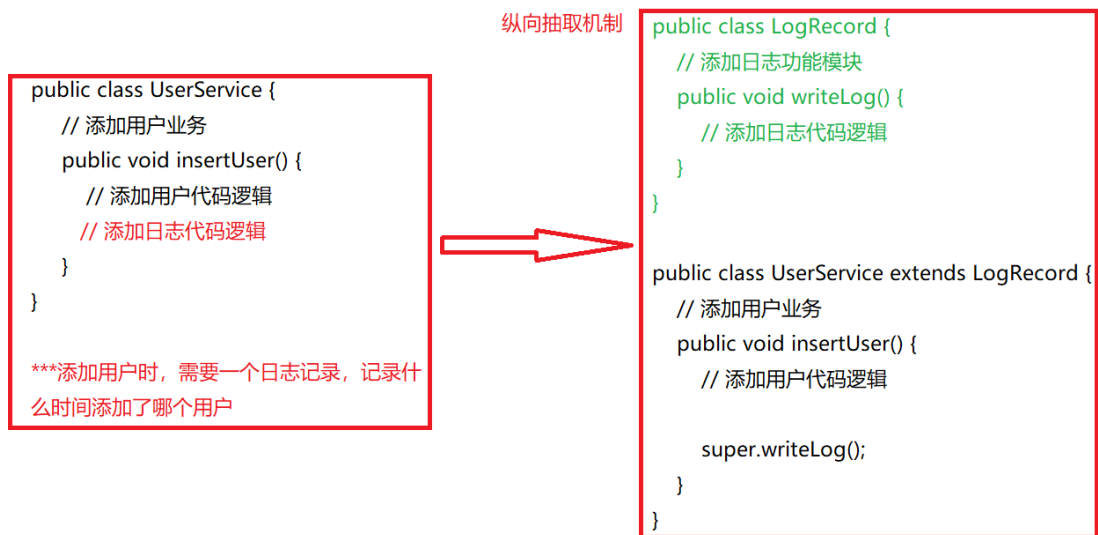 public class UserService {
// 添加用户业务
public void insertUser() {
// 添加用户代码逻辑
// 添加日志代码逻辑
}
}
***添加用户时，需要一个日志记录，记录什
么时间添加了哪个用户
纵向抽取机制
public class LogRecord {
// 添加日志功能模块
public void writeLog() {
// 添加日志代码逻辑
}
}
public class UserService extends LogRecord {
// 添加用户业务
public void insertUser() {
// 添加用户代码逻辑
super.writeLog();
}
}